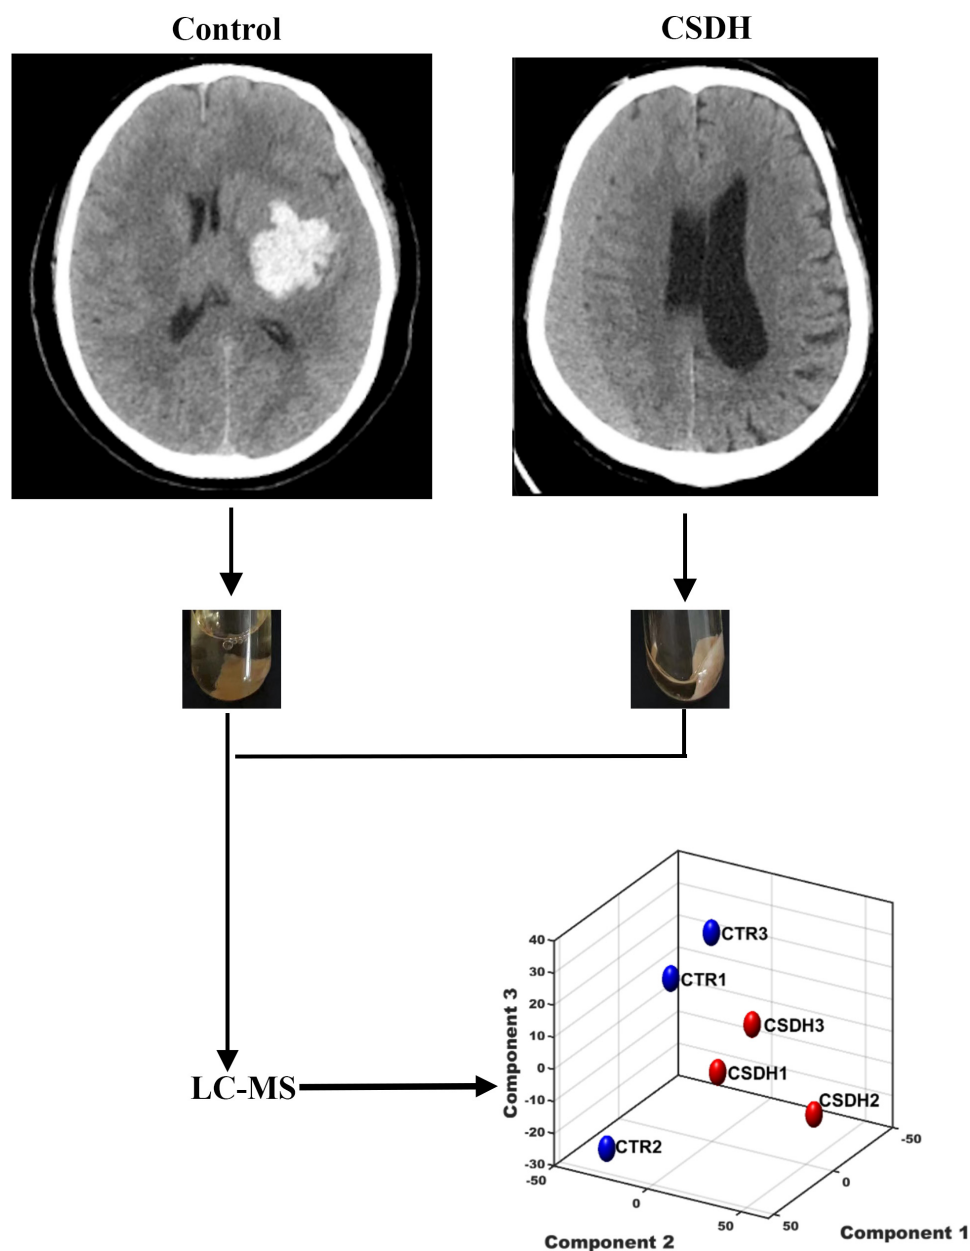 Control
CSDH
LC-MS
CTR3
CTR1
CSDH3
CSDH1
CSDH2
CTR2
Component 3
40
30
20
10
0
-10
-20
-30
-50
0
50
Component 2
50
0
-50
Component 1